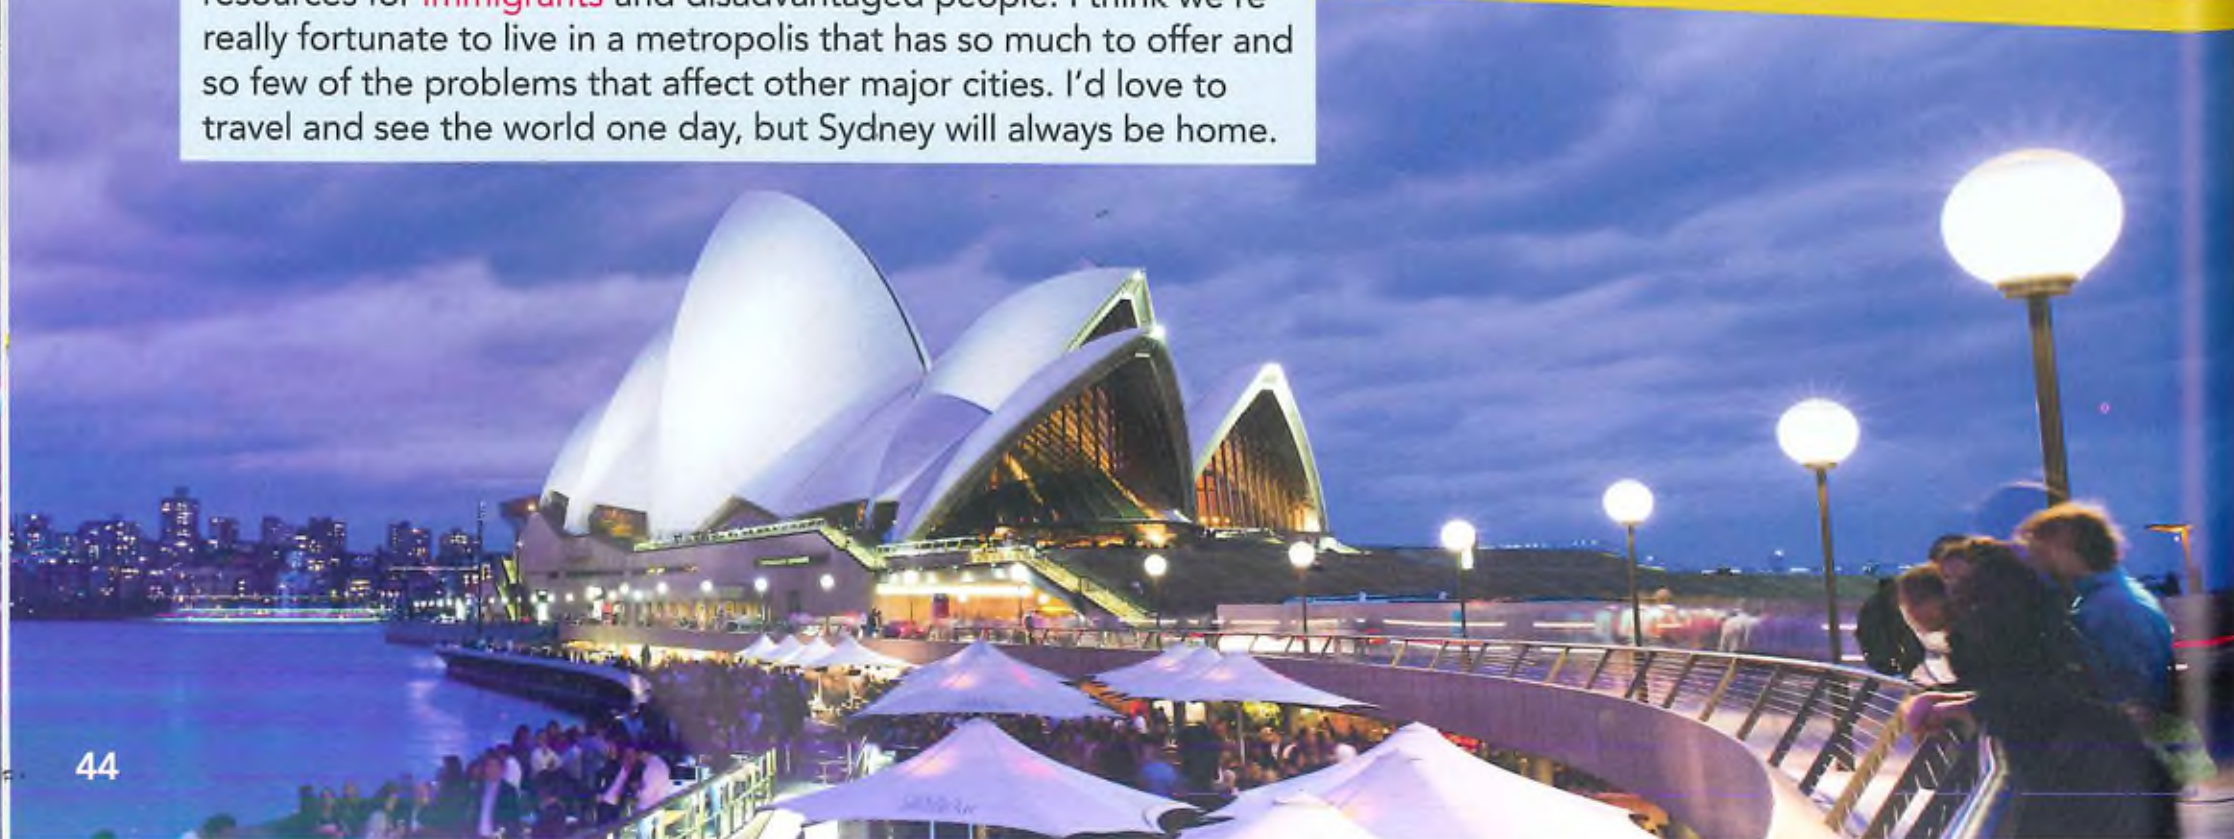 resources for immigrants and disadvantaged people. I think we're
really fortunate to live in a metropolis that has so much to offer and
so few of the problems that affect other major cities. I'd love to
travel and see the world one day, but Sydney will always be home.
44